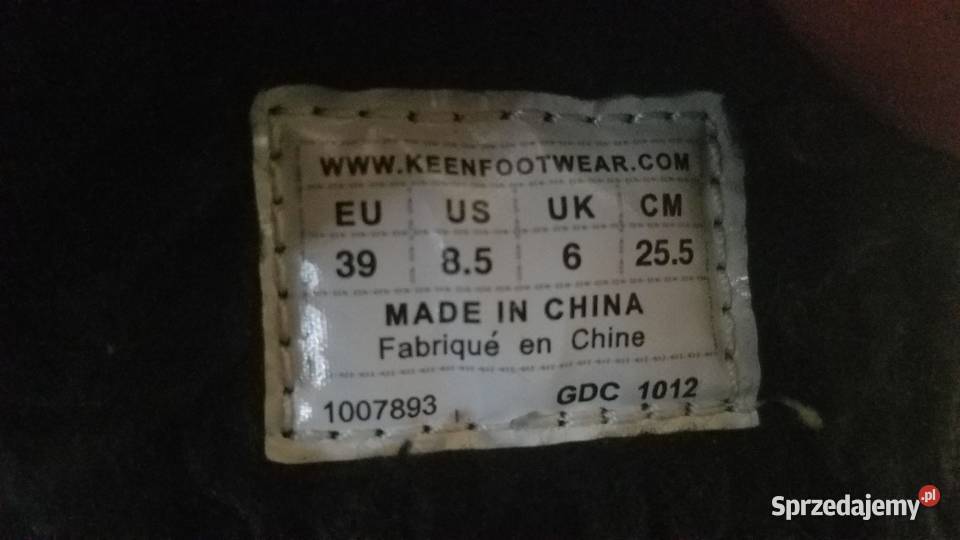 WWW.KEENFOOTWEAR.COM
EU US UK CM
39 8.5 6 25.5
MADE IN CHINA
Fabriqué en Chine
1007893 GDC 1012
Sprzedajemy.pl